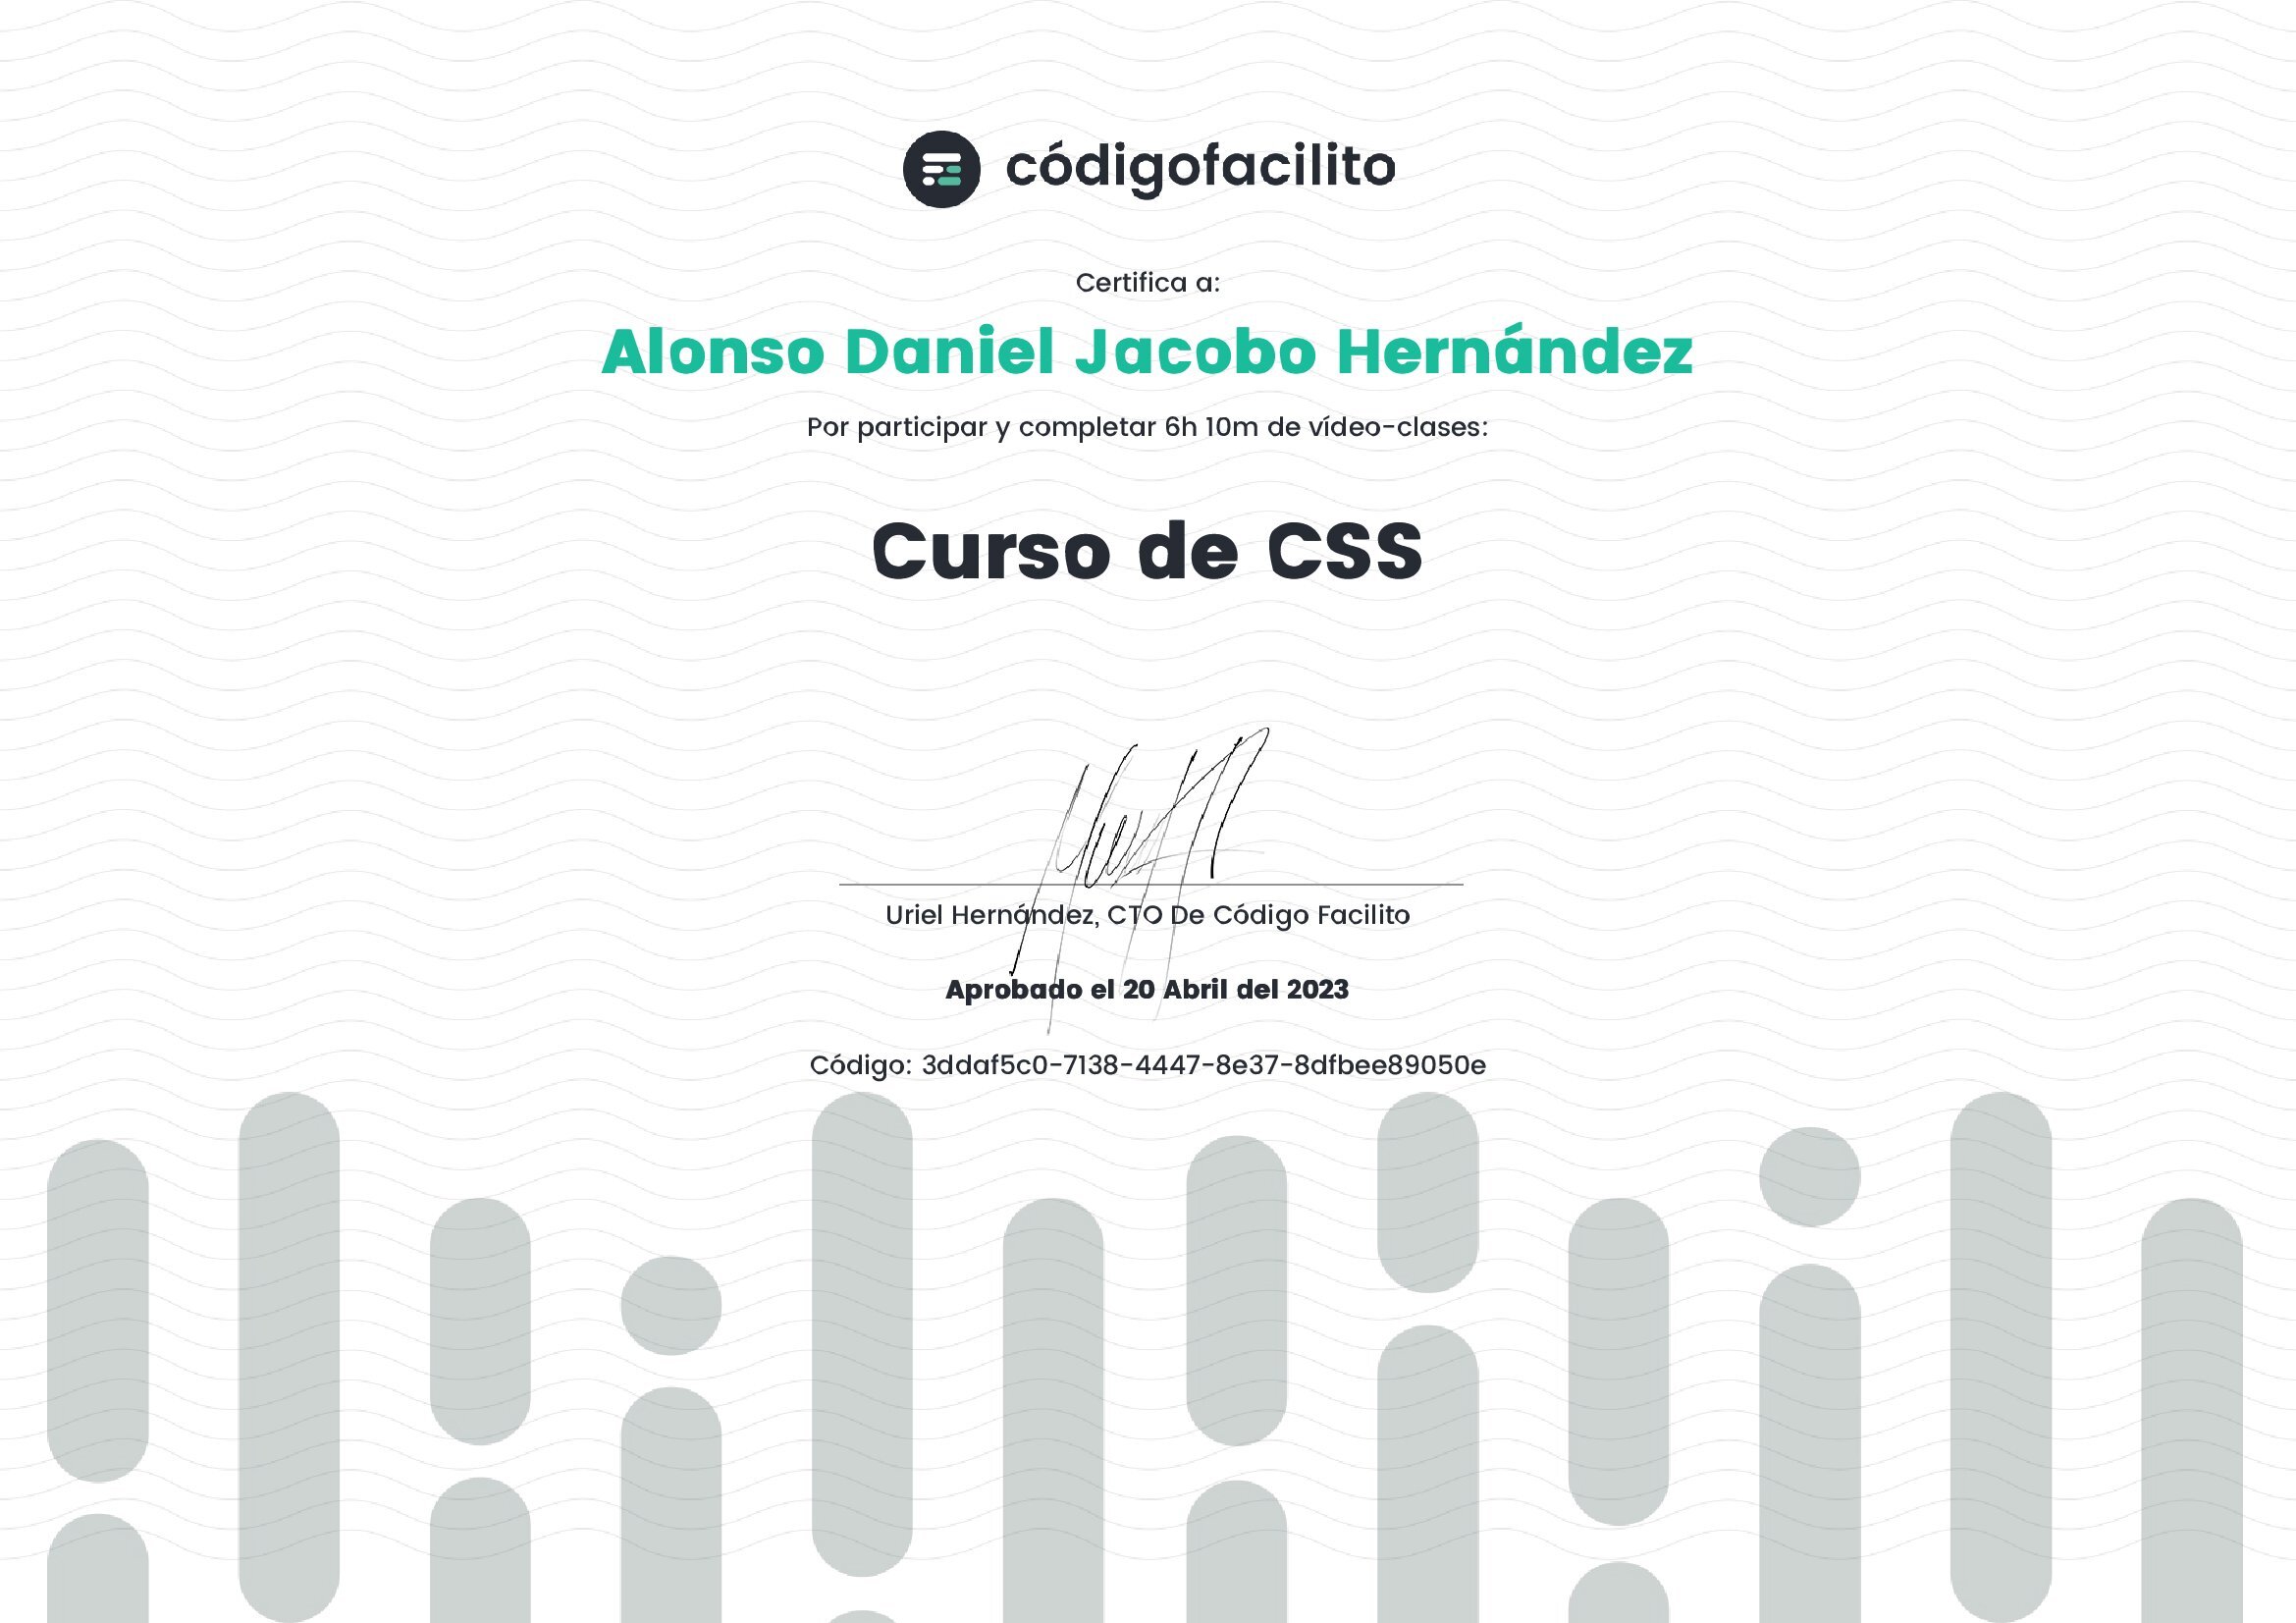 códigofacilito
Certifica a:
Alonso Daniel Jacobo Hernández
Por participar y completar 6h 10m de vídeo-clases:
Curso de CSS
Uriel Hernández, CTO De Código Facilito
Aprobado el 20 Abril del 2023
Código: 3ddaf5c0-7138-4447-8e37-8dfbee89050e